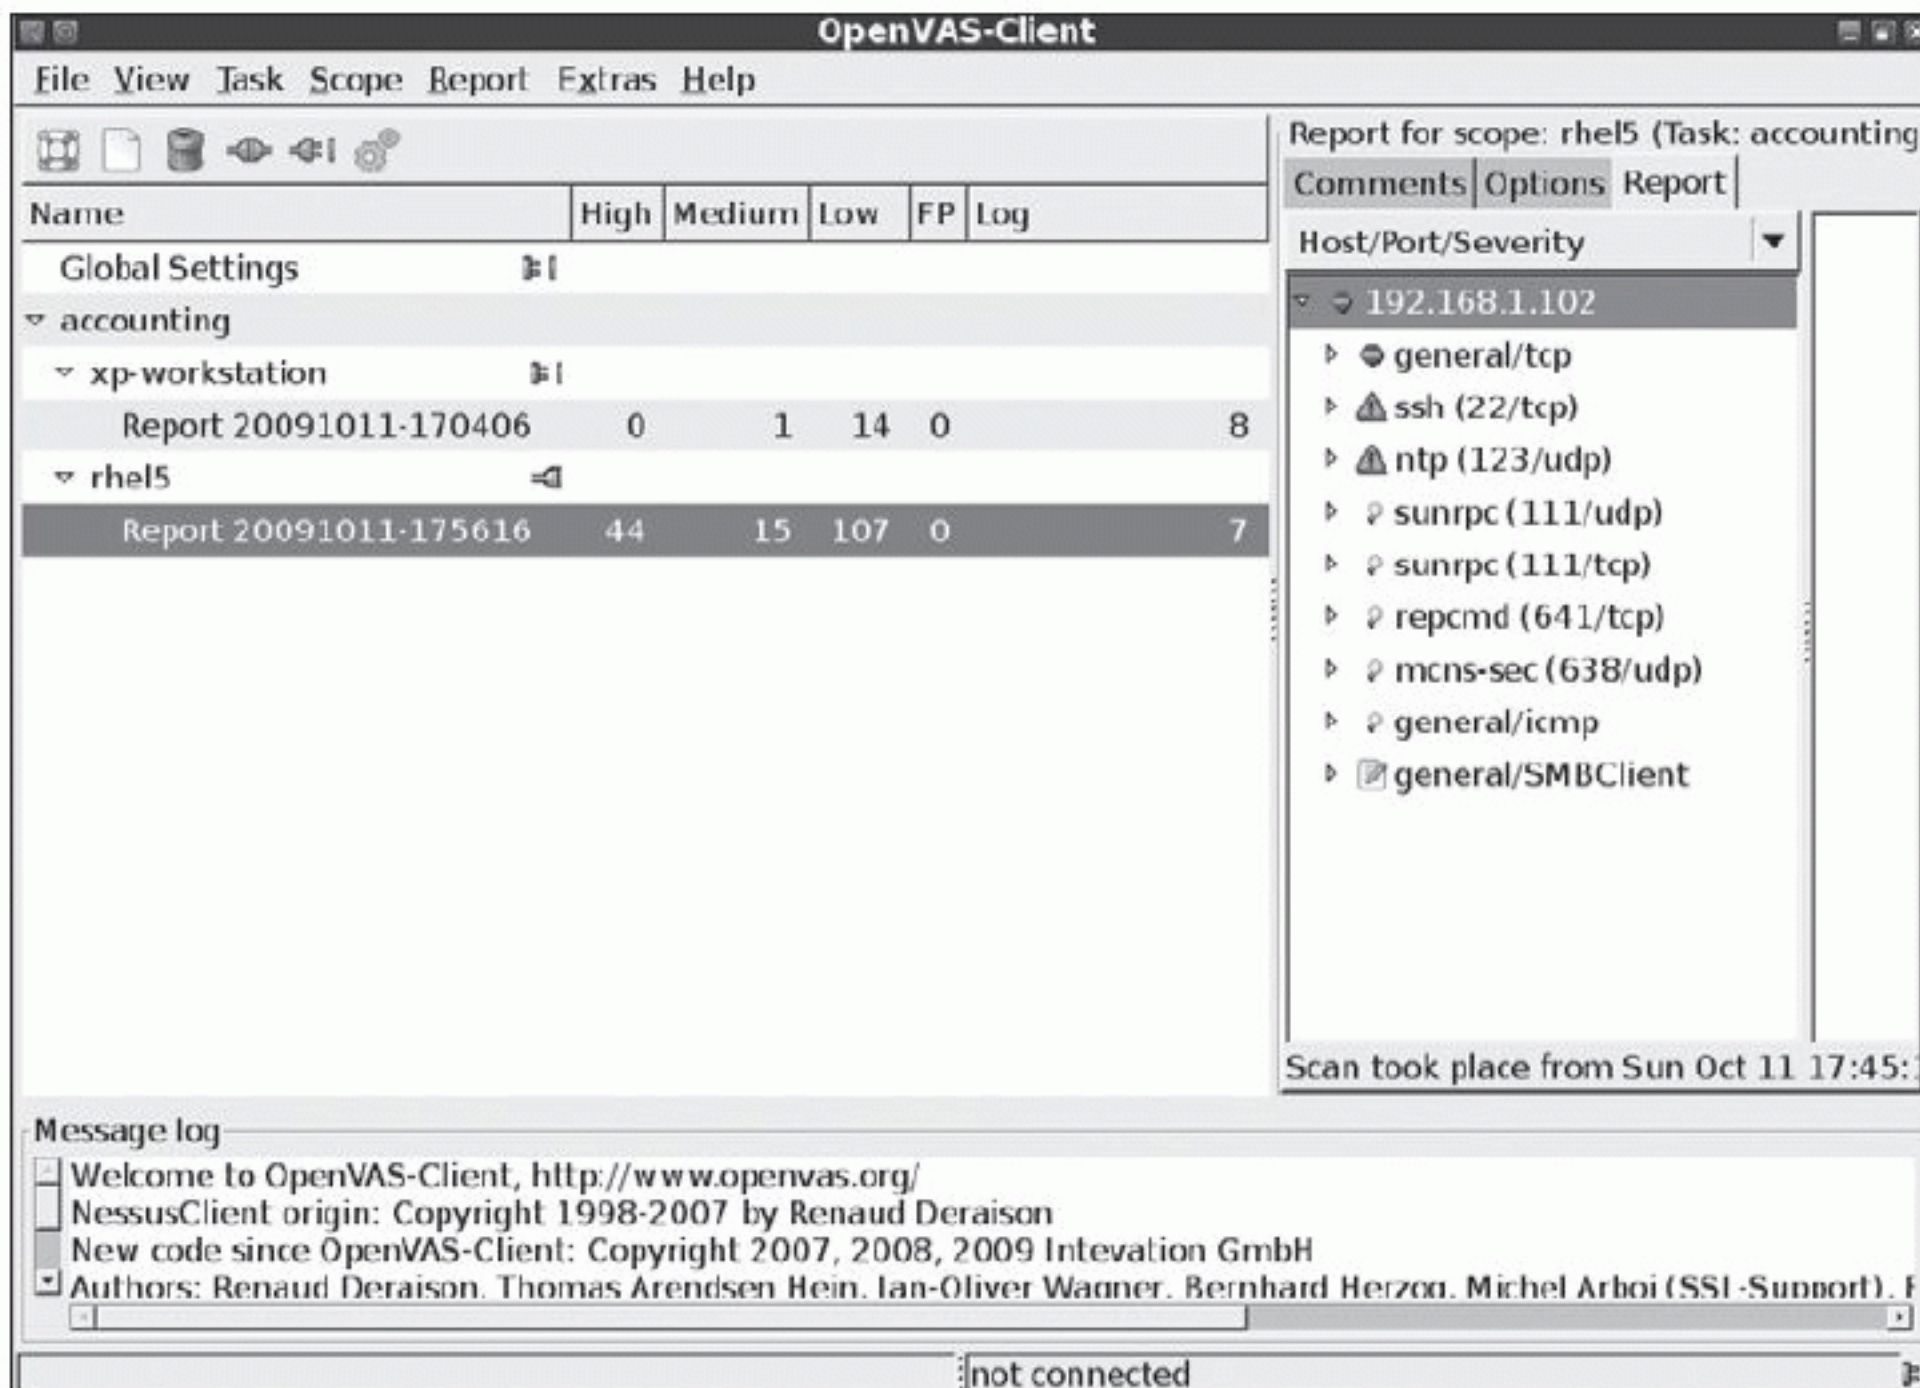 OpenVAS-Client
File View Task Scope Report Extras Help
Name High Medium Low FP Log
Global Settings
accounting
xp-workstation
Report 20091011-170406 0 1 14 0 8
rhel5
Report 20091011-175616 44 15 107 0 7
Report for scope: rhel5 (Task: accounting
Comments Options Report
Host/Port/Severity
192.168.1.102
general/tcp
ssh (22/tcp)
ntp (123/udp)
sunrpc (111/udp)
sunrpc (111/tcp)
repcmd (641/tcp)
mcns-sec (638/udp)
general/icmp
general/SMBClient
Scan took place from Sun Oct 11 17:45:
Message log
Welcome to OpenVAS-Client, http://www.openvas.org/
NessusClient origin: Copyright 1998-2007 by Renaud Deraison
New code since OpenVAS-Client: Copyright 2007, 2008, 2009 Intevation GmbH
Authors: Renaud Deraison, Thomas Arendsen Hein, Jan-Oliver Wagner, Bernhard Herzog, Michel Arboi (SSL-Support),
not connected